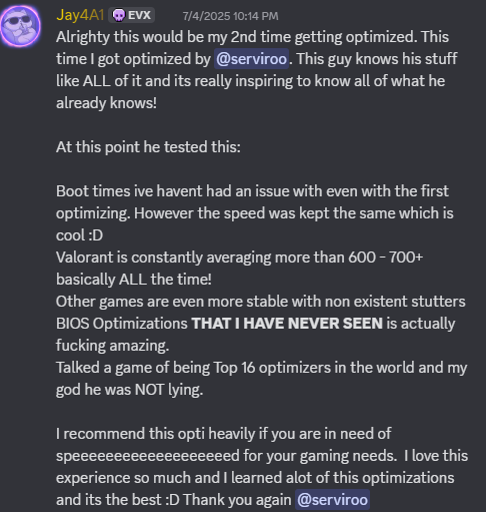 Jay4A1 EVX 7/4/2025 10:14 PM
Alrighty this would be my 2nd time getting optimized. This
time I got optimized by @serviroo. This guy knows his stuff
like ALL of it and its really inspiring to know all of what he
already knows!
At this point he tested this:
Boot times ive havent had an issue with even with the first
optimizing. However the speed was kept the same which is
cool :D
Valorant is constantly averaging more than 600 - 700+
basically ALL the time!
Other games are even more stable with non existent stutters
BIOS Optimizations THAT I HAVE NEVER SEEN is actually
fucking amazing.
Talked a game of being Top 16 optimizers in the world and my
god he was NOT lying.
I recommend this opti heavily if you are in need of
speeeeeeeeeeeeeeeeeeeed for your gaming needs. I love this
experience so much and I learned alot of this optimizations
and its the best :D Thank you again @serviroo